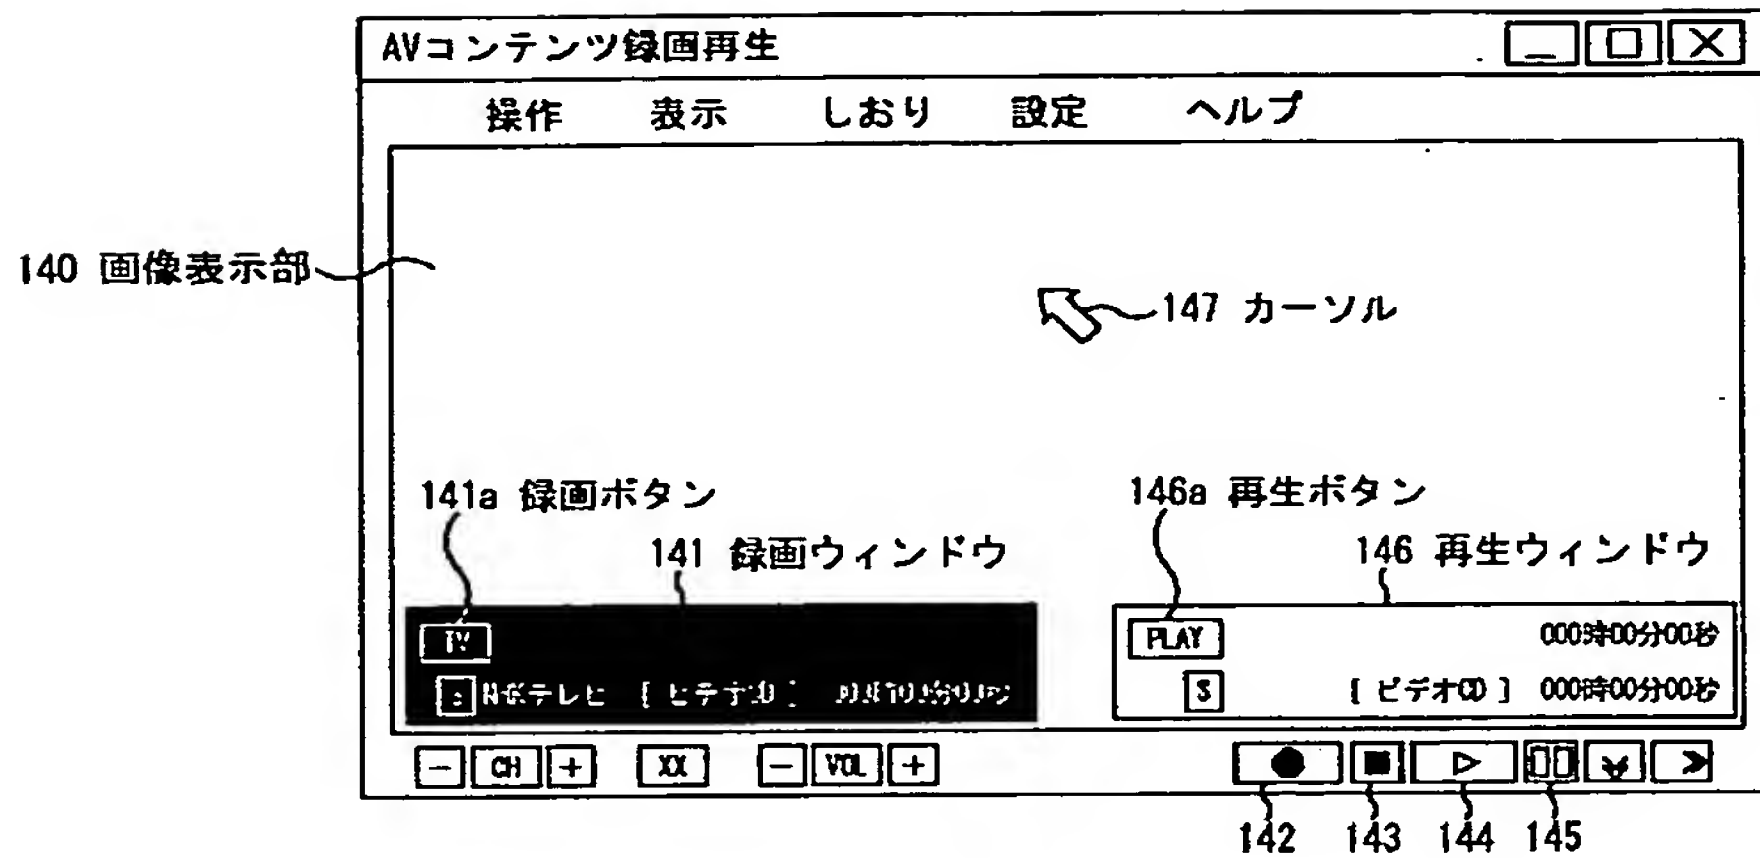 AVコンテンツ録画再生
操作 表示 しおり 設定 ヘルプ
140 画像表示部
147 カーソル
141a 録画ボタン
146a 再生ボタン
141 録画ウィンドウ
146 再生ウィンドウ
TV
PLAY 000時00分00秒
テレビ [ ビデオCD ]
S [ ビデオCD ] 000時00分00秒
− CH + XX − VOL +
142 143 144 145